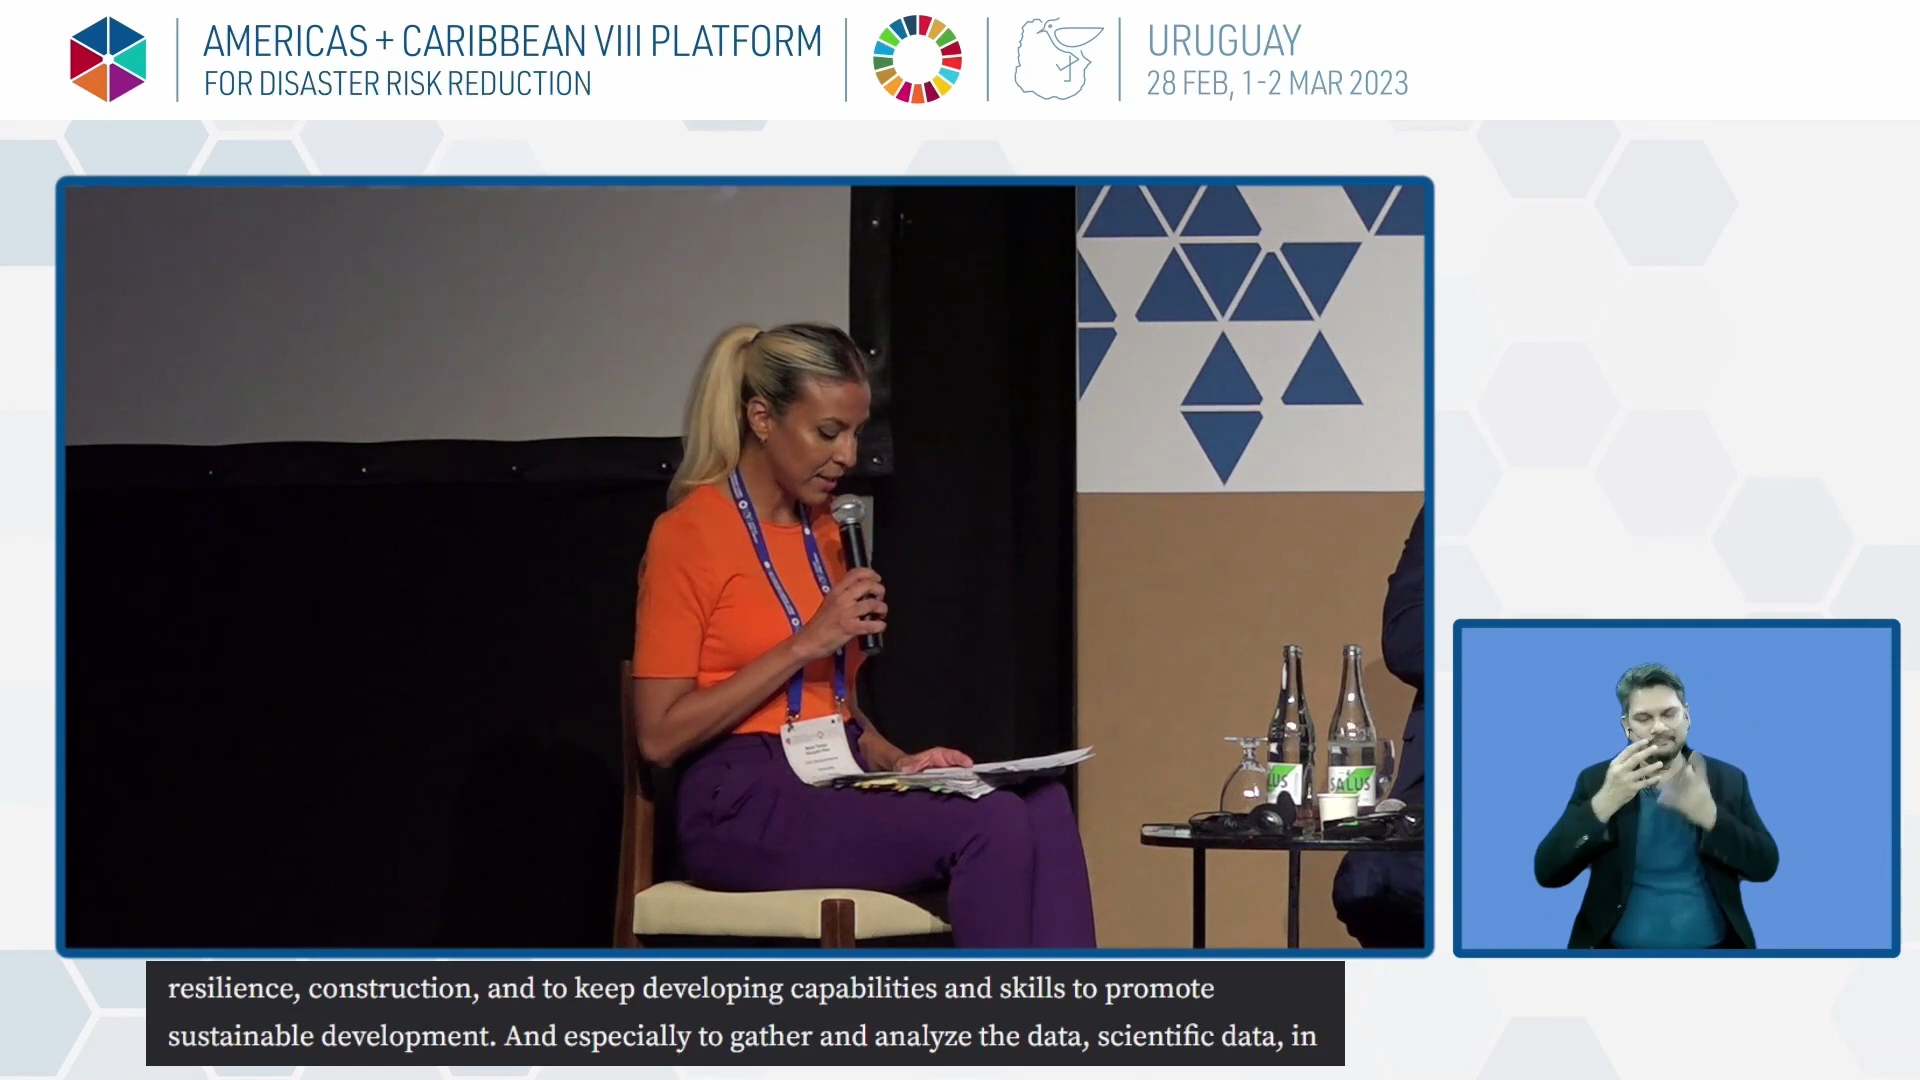 AMERICAS + CARIBBEAN VIII PLATFORM
FOR DISASTER RISK REDUCTION
URUGUAY
28 FEB, 1-2 MAR 2023
LUS
SALUS
resilience, construction, and to keep developing capabilities and skills to promote
sustainable development. And especially to gather and analyze the data, scientific data, in